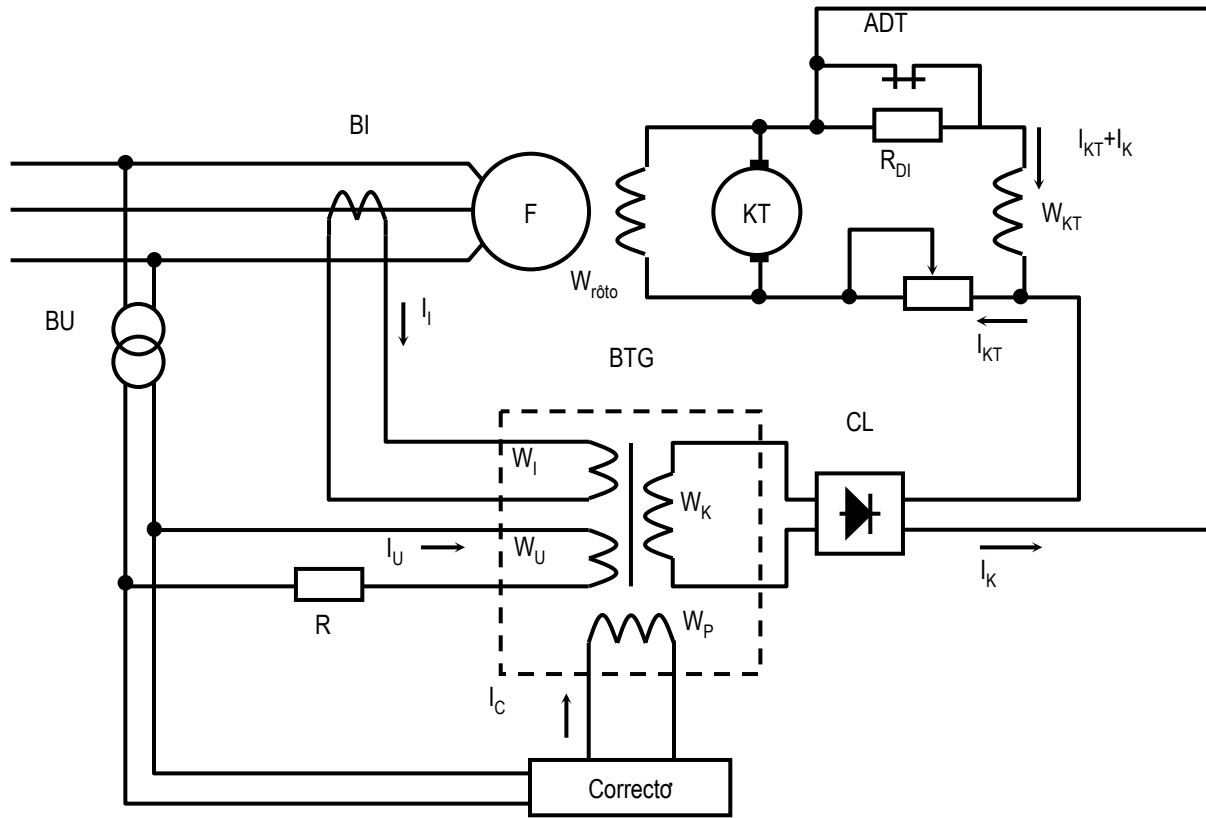 ADT
BI
I_KT+I_K
R_DI
F
KT
W_KT
W_rôto
BU
I_I
I_KT
BTG
CL
W_I
W_K
I_U
W_U
I_K
R
W_P
I_C
Correctơ